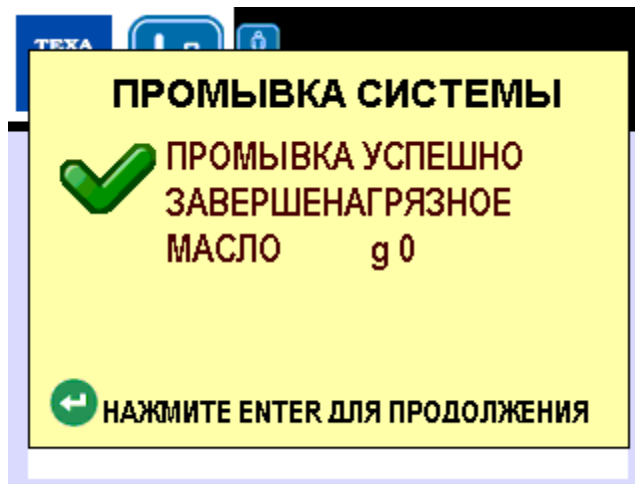 TEXA
ПРОМЫВКА СИСТЕМЫ
ПРОМЫВКА УСПЕШНО
ЗАВЕРШЕНАГРЯЗНОЕ
МАСЛО g 0
НАЖМИТЕ ENTER ДЛЯ ПРОДОЛЖЕНИЯ